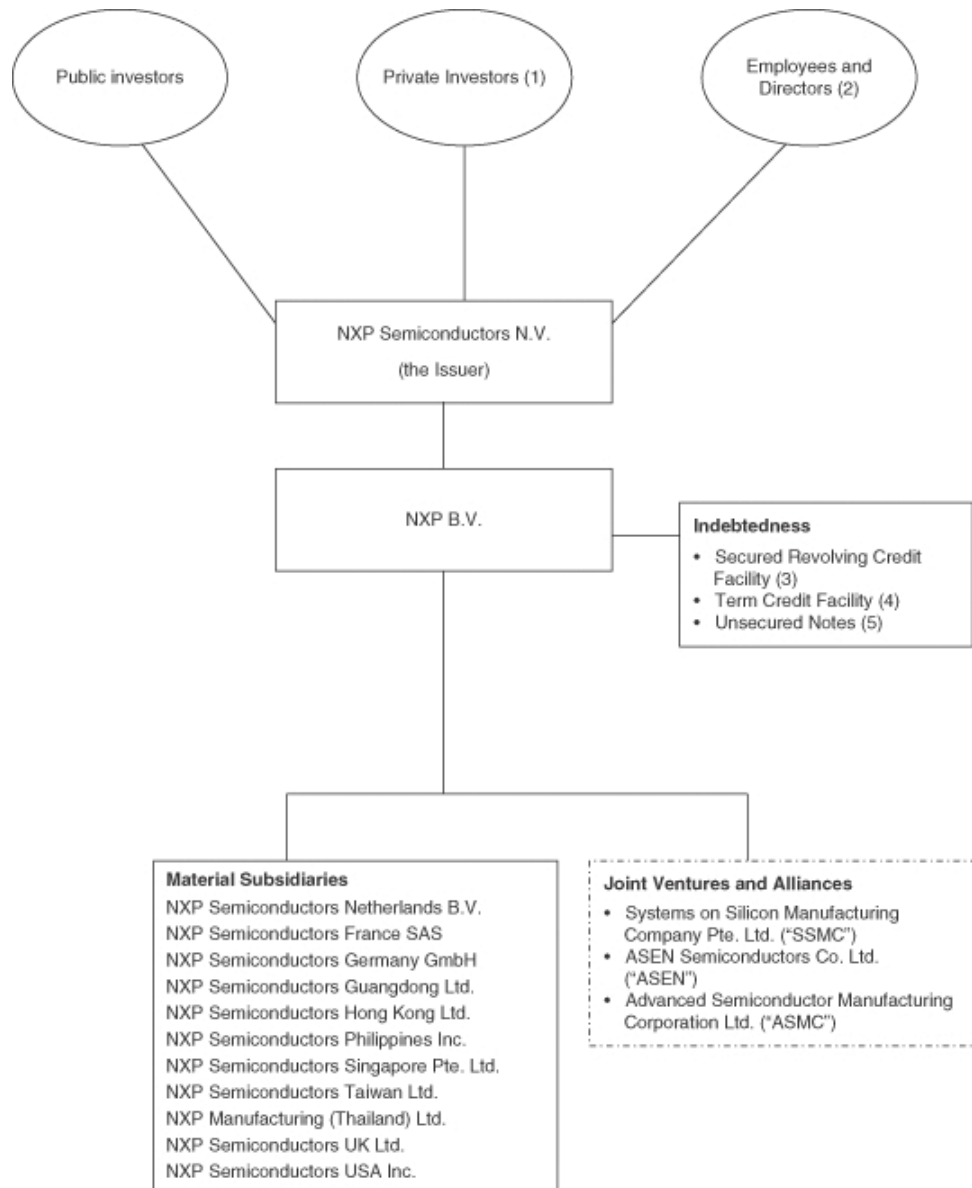 Public investors
Private Investors (1)
Employees and
Directors (2)
NXP Semiconductors N.V.
(the Issuer)
NXP B.V.
Indebtedness
• Secured Revolving Credit
Facility (3)
• Term Credit Facility (4)
• Unsecured Notes (5)
Material Subsidiaries
NXP Semiconductors Netherlands B.V.
NXP Semiconductors France SAS
NXP Semiconductors Germany GmbH
NXP Semiconductors Guangdong Ltd.
NXP Semiconductors Hong Kong Ltd.
NXP Semiconductors Philippines Inc.
NXP Semiconductors Singapore Pte. Ltd.
NXP Semiconductors Taiwan Ltd.
NXP Manufacturing (Thailand) Ltd.
NXP Semiconductors UK Ltd.
NXP Semiconductors USA Inc.
Joint Ventures and Alliances
• Systems on Silicon Manufacturing
Company Pte. Ltd. (“SSMC”)
• ASEN Semiconductors Co. Ltd.
(“ASEN”)
• Advanced Semiconductor Manufacturing
Corporation Ltd. (“ASMC”)